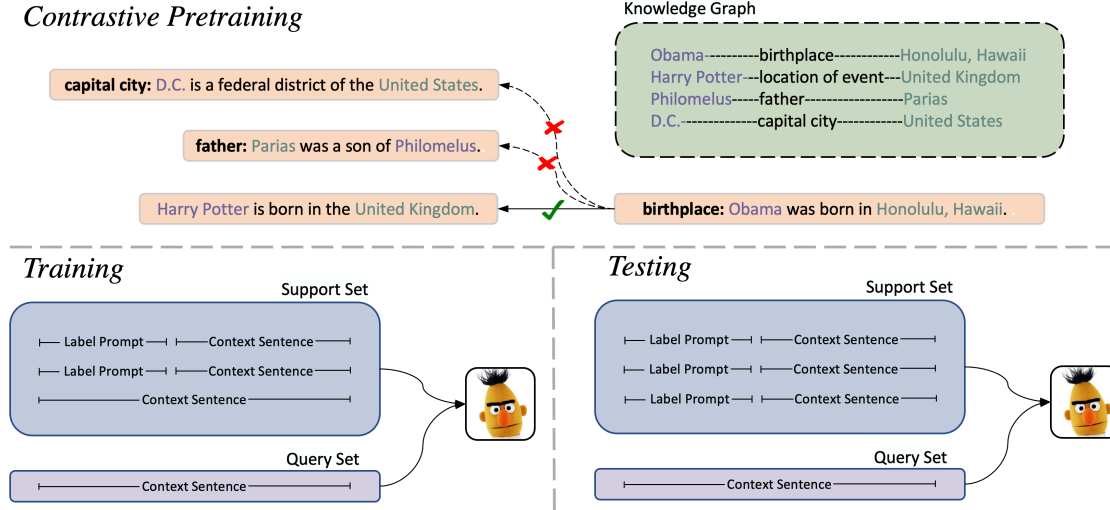 Contrastive Pretraining
Knowledge Graph
Obama----------birthplace------------Honolulu, Hawaii
Harry Potter---location of event---United Kingdom
Philomelus-----father------------------Parias
D.C.--------------capital city------------United States
capital city: D.C. is a federal district of the United States.
father: Parias was a son of Philomelus.
Harry Potter is born in the United Kingdom.
birthplace: Obama was born in Honolulu, Hawaii.
Training
Support Set
Label Prompt Context Sentence
Label Prompt Context Sentence
Context Sentence
Query Set
Context Sentence
Testing
Support Set
Label Prompt Context Sentence
Label Prompt Context Sentence
Label Prompt Context Sentence
Query Set
Context Sentence